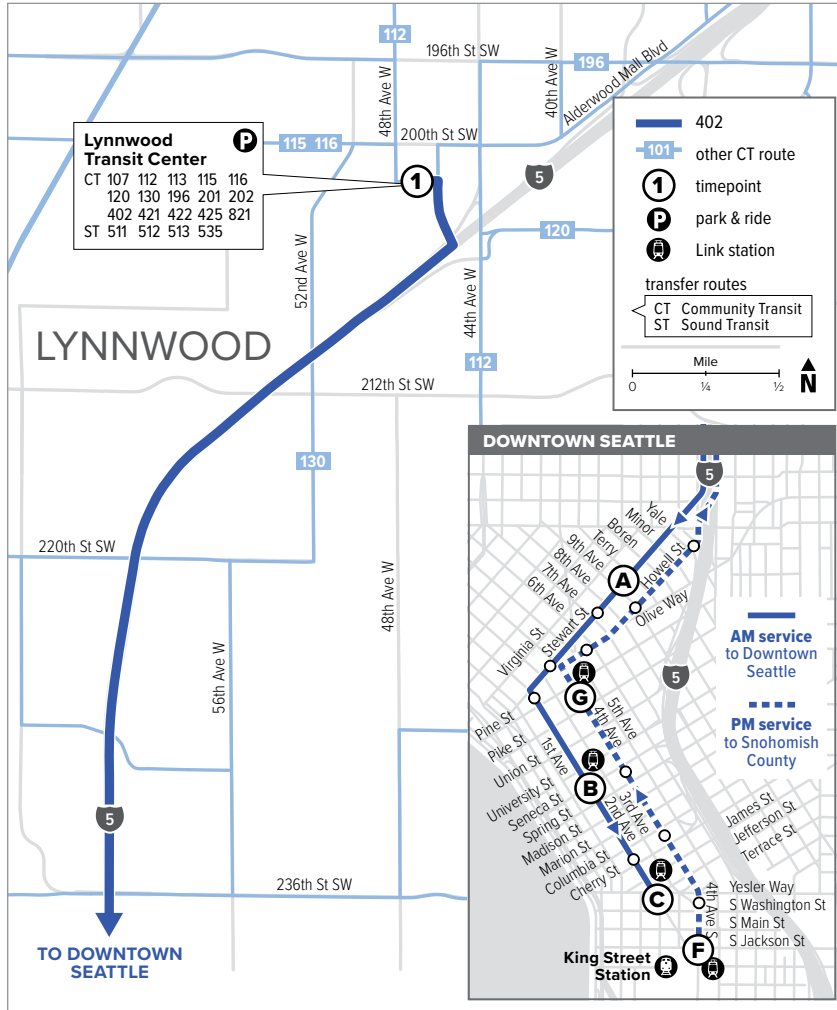 112
196th St SW
196
48th Ave W
40th Ave W
Alderwood Mall Blvd
Lynnwood
Transit Center
P
CT 107 112 113 115 116
120 130 196 201 202
402 421 422 425 821
ST 511 512 513 535
115 116
200th St SW
1
5
402
101 other CT route
1 timepoint
P park & ride
Link station
transfer routes
CT Community Transit
ST Sound Transit
Mile
0 ¼ ½
N
120
52nd Ave W
44th Ave W
LYNNWOOD
112
212th St SW
130
220th St SW
48th Ave W
56th Ave W
5
236th St SW
TO DOWNTOWN
SEATTLE
DOWNTOWN SEATTLE
5
Yale
Minor
Boren
Terry
9th Ave
8th Ave
7th Ave
6th Ave
A
Howell St
Olive Way
Stewart St
Virginia St
G
5
AM service
to Downtown
Seattle
PM service
to Snohomish
County
5th Ave
4th Ave
Pine St
Pike St
Union St
1st Ave
B
University St
Seneca St
Spring St
Madison St
Marion St
Columbia St
Cherry St
3rd Ave
2nd Ave
James St
Jefferson St
Terrace St
C
4th Ave S
Yesler Way
S Washington St
S Main St
S Jackson St
F
King Street
Station